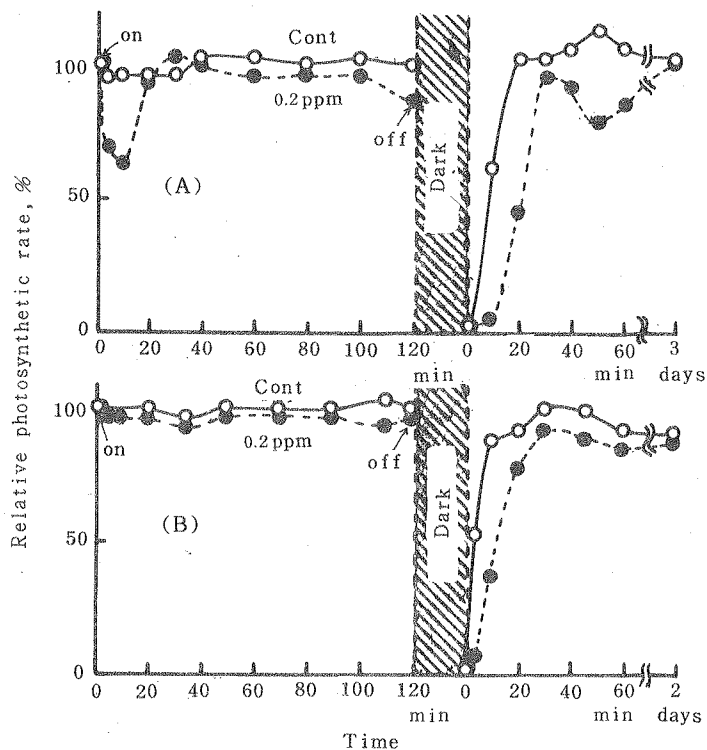 Relative photosynthetic rate, %
on
Cont
100
0.2 ppm
off
Dark
50
(A)
0
0 20 40 60 80 100 120 0 20 40 60 3
min min days
Cont
100
on
0.2 ppm
off
Dark
(B)
50
0
0 20 40 60 80 100 120 0 20 40 60 2
min min days
Time